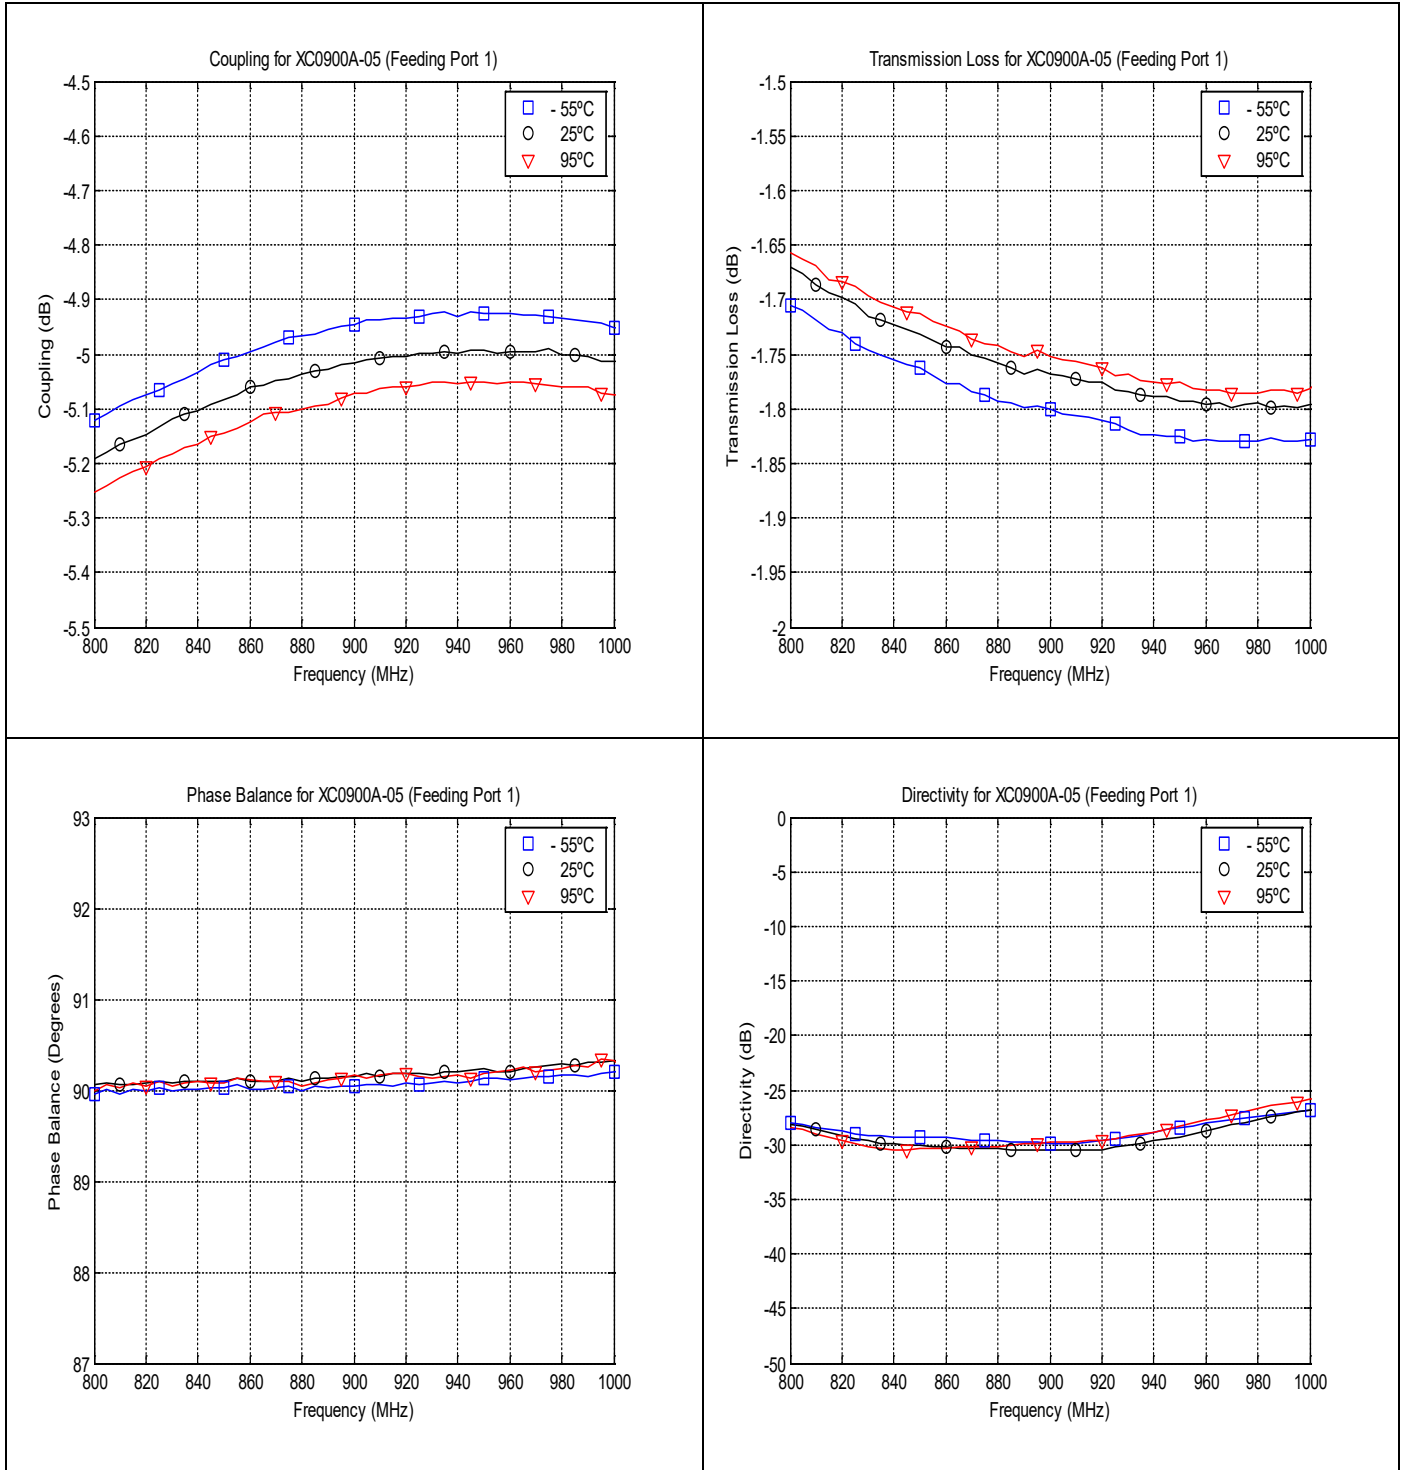 Coupling for XC0900A-05 (Feeding Port 1)
-4.5
-4.6
-4.7
-4.8
-4.9
-5
-5.1
-5.2
-5.3
-5.4
-5.5
Coupling (dB)
- 55ºC
25ºC
95ºC
800 820 840 860 880 900 920 940 960 980 1000
Frequency (MHz)
Transmission Loss for XC0900A-05 (Feeding Port 1)
-1.5
-1.55
-1.6
-1.65
-1.7
-1.75
-1.8
-1.85
-1.9
-1.95
-2
Transmission Loss (dB)
- 55ºC
25ºC
95ºC
800 820 840 860 880 900 920 940 960 980 1000
Frequency (MHz)
Phase Balance for XC0900A-05 (Feeding Port 1)
93
92
91
90
89
88
87
Phase Balance (Degrees)
- 55ºC
25ºC
95ºC
800 820 840 860 880 900 920 940 960 980 1000
Frequency (MHz)
Directivity for XC0900A-05 (Feeding Port 1)
0
-5
-10
-15
-20
-25
-30
-35
-40
-45
-50
Directivity (dB)
- 55ºC
25ºC
95ºC
800 820 840 860 880 900 920 940 960 980 1000
Frequency (MHz)